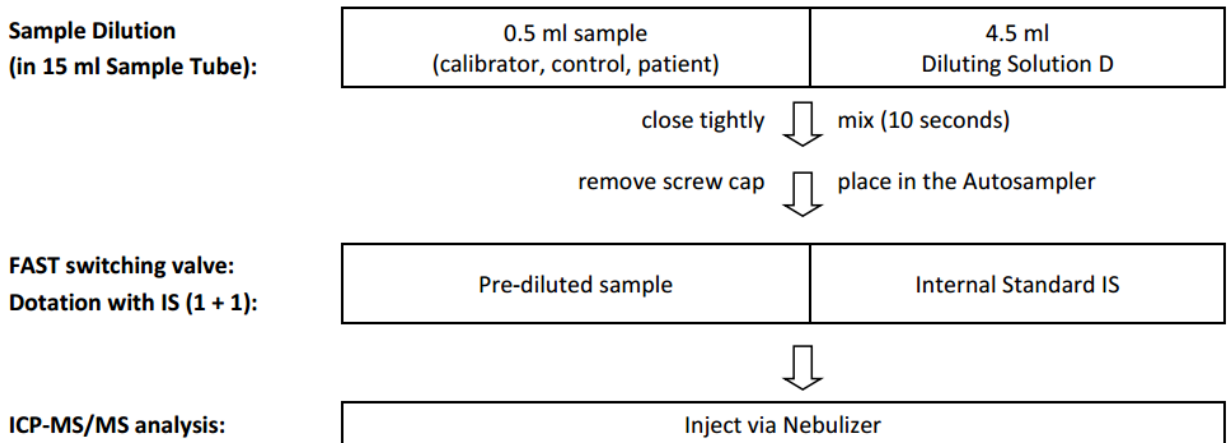 Sample Dilution
(in 15 ml Sample Tube):
0.5 ml sample
(calibrator, control, patient)
4.5 ml
Diluting Solution D
close tightly
mix (10 seconds)
remove screw cap
place in the Autosampler
FAST switching valve:
Dotation with IS (1 + 1):
Pre-diluted sample
Internal Standard IS
ICP-MS/MS analysis:
Inject via Nebulizer